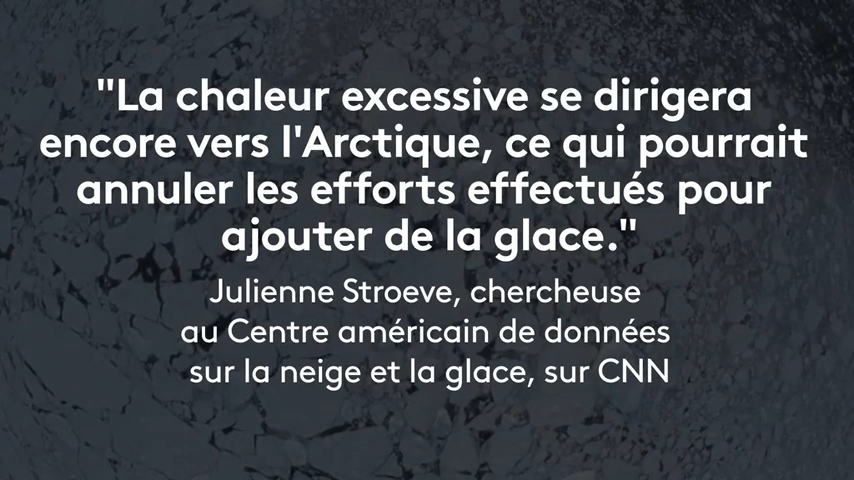 "La chaleur excessive se dirigera
encore vers l'Arctique, ce qui pourrait
annuler les efforts effectués pour
ajouter de la glace."
Julienne Stroeve, chercheuse
au Centre américain de données
sur la neige et la glace, sur CNN